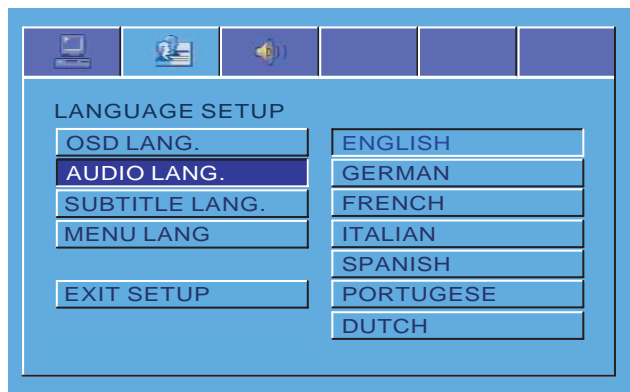 LANGUAGE SETUP
OSD LANG.
AUDIO LANG.
SUBTITLE LANG.
MENU LANG
EXIT SETUP
ENGLISH
GERMAN
FRENCH
ITALIAN
SPANISH
PORTUGESE
DUTCH